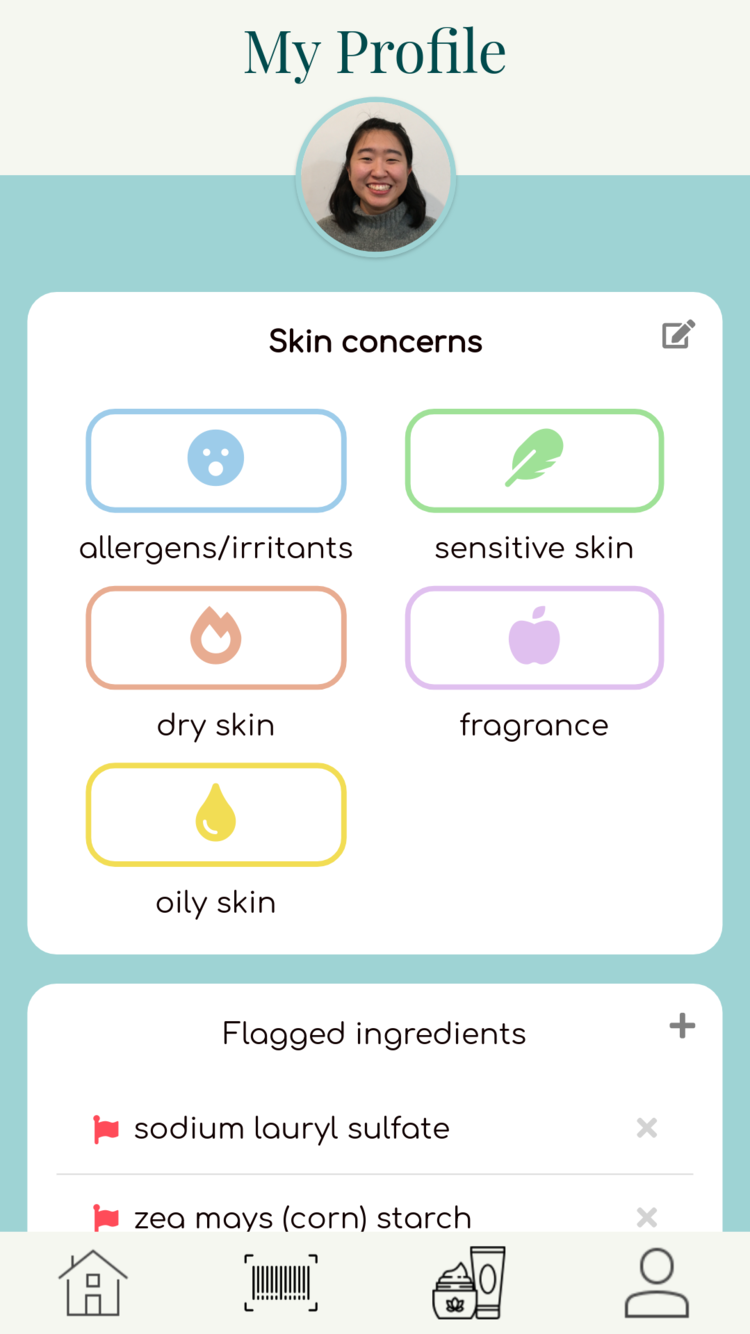 My Profile
Skin concerns
allergens/irritants
sensitive skin
dry skin
fragrance
oily skin
Flagged ingredients
sodium lauryl sulfate
zea mays (corn) starch